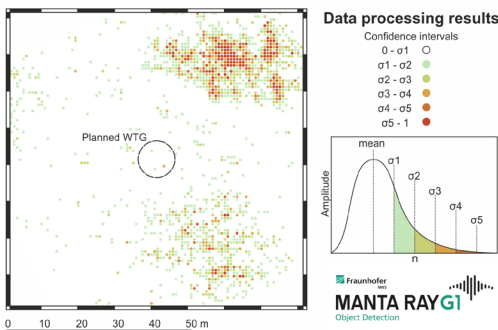 Data processing results
Confidence intervals
0 - σ1
σ1 - σ2
σ2 - σ3
σ3 - σ4
σ4 - σ5
σ5 - 1
Planned WTG
mean
σ1
σ2
σ3
σ4
σ5
Amplitude
n
Fraunhofer
IWES
MANTA RAY G1
Object Detection
0 10 20 30 40 50 m